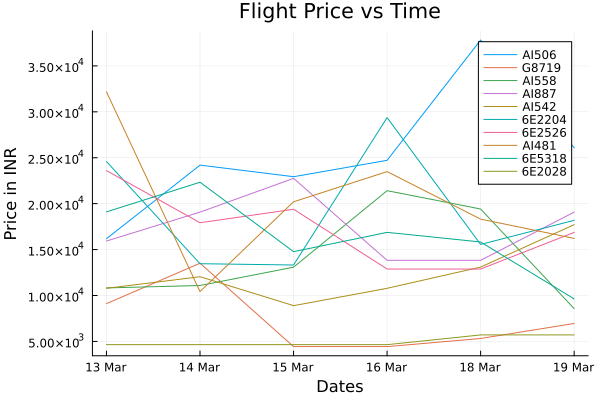 Flight Price vs Time
Price in INR
3.50×10⁴
3.00×10⁴
2.50×10⁴
2.00×10⁴
1.50×10⁴
1.00×10⁴
5.00×10³
13 Mar 14 Mar 15 Mar 16 Mar 18 Mar 19 Mar
Dates
AI506
G8719
AI558
AI887
AI542
6E2204
6E2526
AI481
6E5318
6E2028